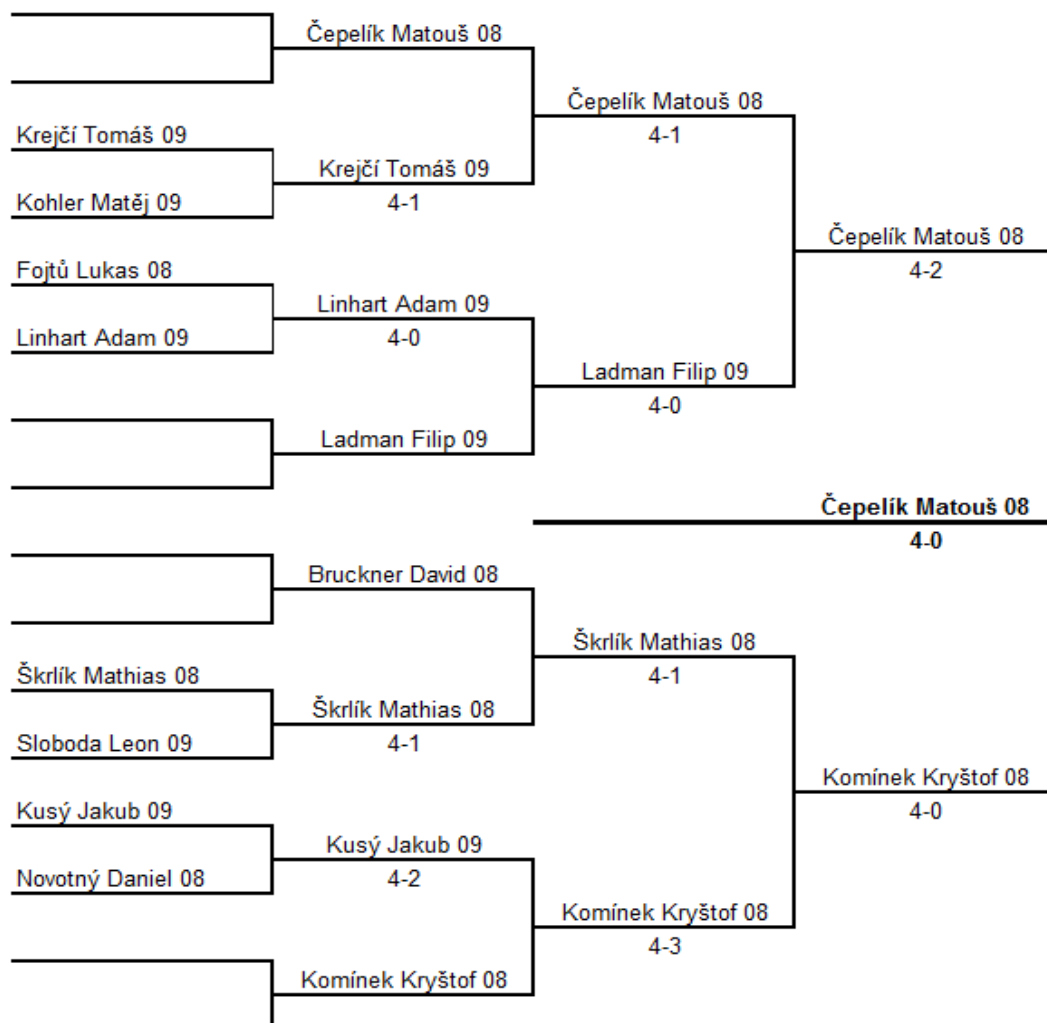 Čepelík Matouš 08
Čepelík Matouš 08
4-1
Krejčí Tomáš 09
Krejčí Tomáš 09
4-1
Kohler Matěj 09
Čepelík Matouš 08
4-2
Fojtů Lukas 08
Linhart Adam 09
4-0
Linhart Adam 09
Ladman Filip 09
4-0
Ladman Filip 09
Čepelík Matouš 08
4-0
Bruckner David 08
Škrlík Mathias 08
4-1
Škrlík Mathias 08
Škrlík Mathias 08
4-1
Sloboda Leon 09
Komínek Kryštof 08
4-0
Kusý Jakub 09
Kusý Jakub 09
4-2
Novotný Daniel 08
Komínek Kryštof 08
4-3
Komínek Kryštof 08